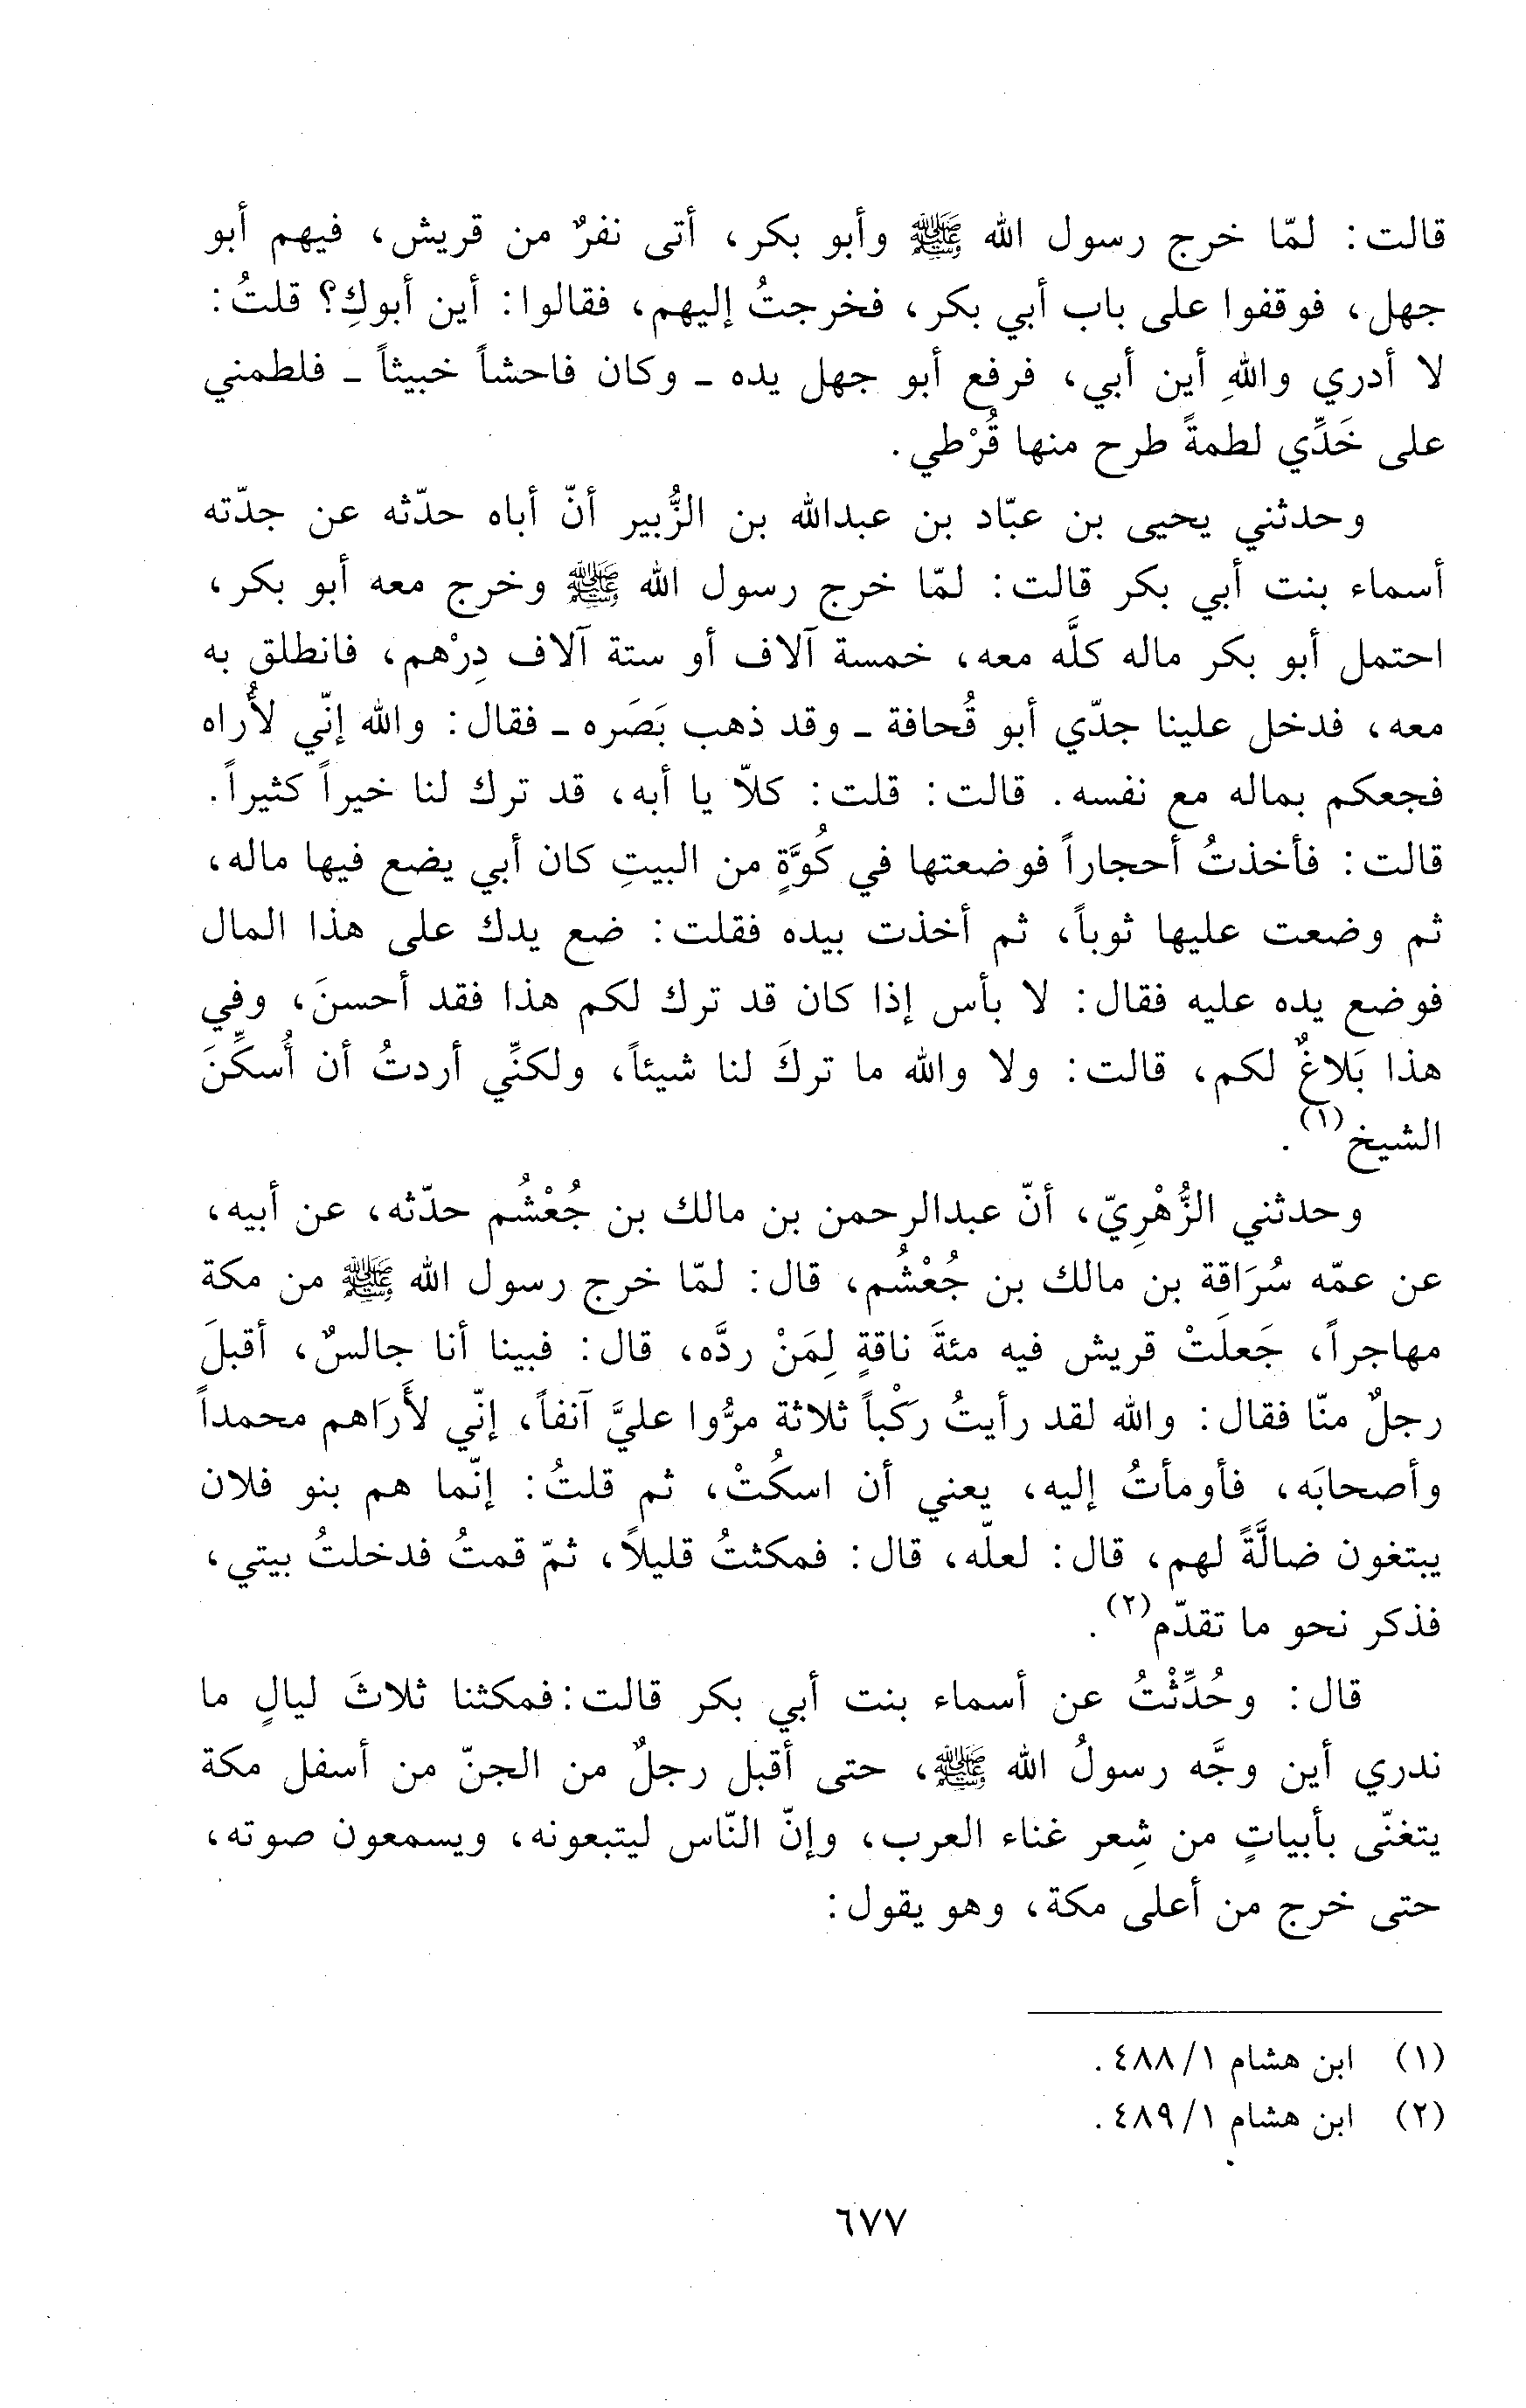 قالت: لمّا خرج رسول الله ﷺ وأبو بكر، أتى نفرٌ من قريش، فيهم أبو
جهل، فوقفوا على باب أبي بكر، فخرجتُ إليهم، فقالوا: أين أبوكِ؟ قلتُ:
لا أدري واللهِ أين أبي، فرفع أبو جهل يده ـ وكان فاحشاً خبيثاً ـ فلطمني
على خَدِّي لطمةً طرح منها قُرْطي.
وحدثني يحيى بن عبّاد بن عبدالله بن الزُّبير أنّ أباه حدّثه عن جدّته
أسماء بنت أبي بكر قالت: لمّا خرج رسول الله ﷺ وخرج معه أبو بكر،
احتمل أبو بكر ماله كلَّه معه، خمسة آلاف أو ستة آلاف دِرْهم، فانطلق به
معه، فدخل علينا جدّي أبو قُحافة ـ وقد ذهب بَصَره ـ فقال: والله إنّي لأُراه
فجعكم بماله مع نفسه. قالت: قلت: كلاّ يا أبه، قد ترك لنا خيراً كثيراً.
قالت: فأخذتُ أحجاراً فوضعتها في كُوَّةٍ من البيتِ كان أبي يضع فيها ماله،
ثم وضعت عليها ثوباً، ثم أخذت بيده فقلت: ضع يدك على هذا المال
فوضع يده عليه فقال: لا بأس إذا كان قد ترك لكم هذا فقد أحسنَ، وفي
هذا بَلاغٌ لكم، قالت: ولا والله ما تركَ لنا شيئاً، ولكنِّي أردتُ أن أُسكِّنَ
الشيخ(١).
وحدثني الزُّهْرِيّ، أنّ عبدالرحمن بن مالك بن جُعْشُم حدّثه، عن أبيه،
عن عمّه سُرَاقة بن مالك بن جُعْشُم، قال: لمّا خرج رسول الله ﷺ من مكة
مهاجراً، جَعلَتْ قريش فيه مئةَ ناقةٍ لِمَنْ ردَّه، قال: فبينا أنا جالسٌ، أقبلَ
رجلٌ منّا فقال: والله لقد رأيتُ ركْباً ثلاثة مرُّوا عليَّ آنفاً، إنّي لأَرَاهم محمداً
وأصحابَه، فأومأتُ إليه، يعني أن اسكُتْ، ثم قلتُ: إنّما هم بنو فلان
يبتغون ضالَّةً لهم، قال: لعلّه، قال: فمكثتُ قليلاً، ثمّ قمتُ فدخلتُ بيتي،
فذكر نحو ما تقدّم(٢).
قال: وحُدِّثْتُ عن أسماء بنت أبي بكر قالت: فمكثنا ثلاثَ ليالٍ ما
ندري أين وجَّه رسولُ الله ﷺ، حتى أقبل رجلٌ من الجنّ من أسفل مكة
يتغنّى بأبياتٍ من شِعر غناء العرب، وإنّ النّاس ليتبعونه، ويسمعون صوته،
حتى خرج من أعلى مكة، وهو يقول:
(١) ابن هشام ١/ ٤٨٨.
(٢) ابن هشام ١/ ٤٨٩.
٦٧٧